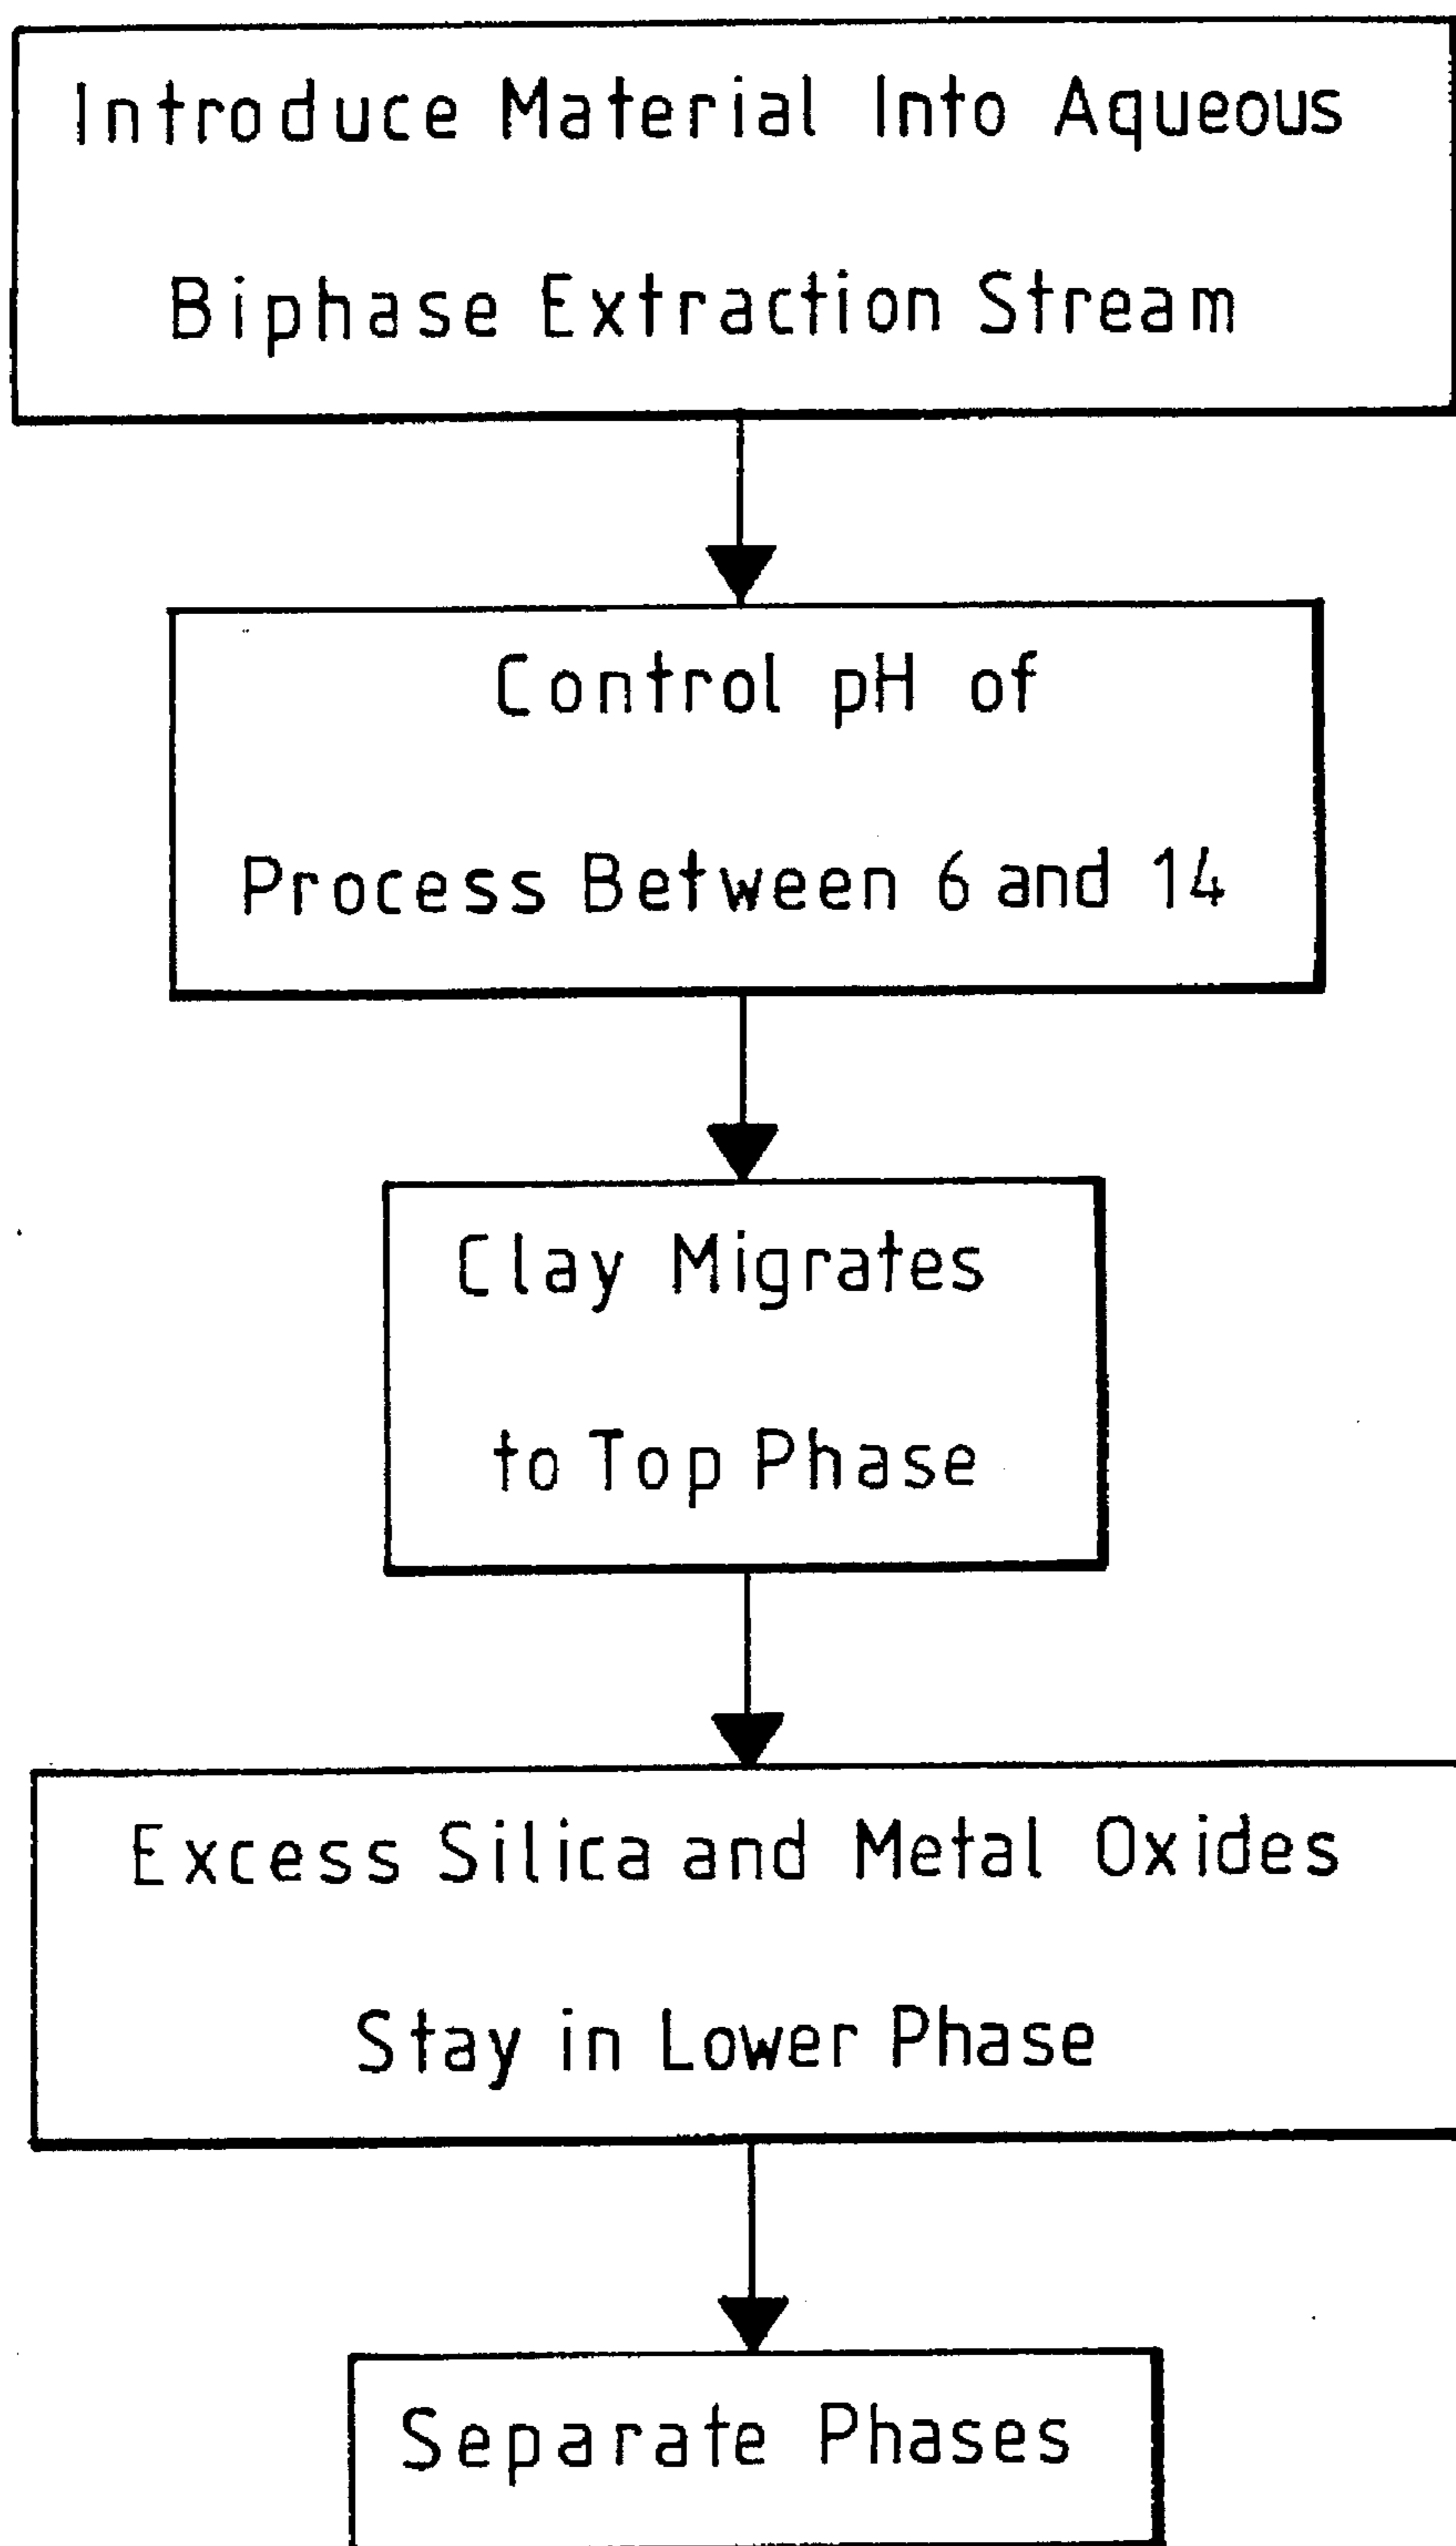 Introduce Material Into Aqueous
Biphase Extraction Stream
Control pH of
Process Between 6 and 14
Clay Migrates
to Top Phase
Excess Silica and Metal Oxides
Stay in Lower Phase
Separate Phases